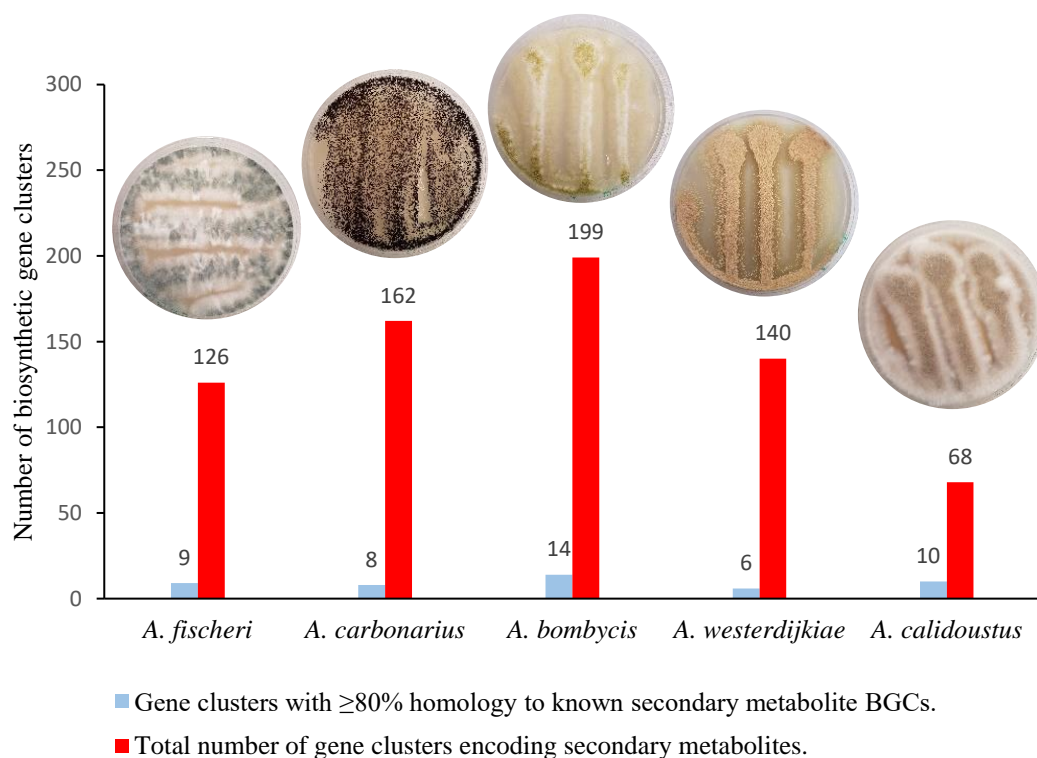 Number of biosynthetic gene clusters
300
250
200
150
100
50
0
9
126
8
162
14
199
6
140
10
68
A. fischeri
A. carbonarius
A. bombycis
A. westerdijkiae
A. calidoustus
Gene clusters with ≥80% homology to known secondary metabolite BGCs.
Total number of gene clusters encoding secondary metabolites.